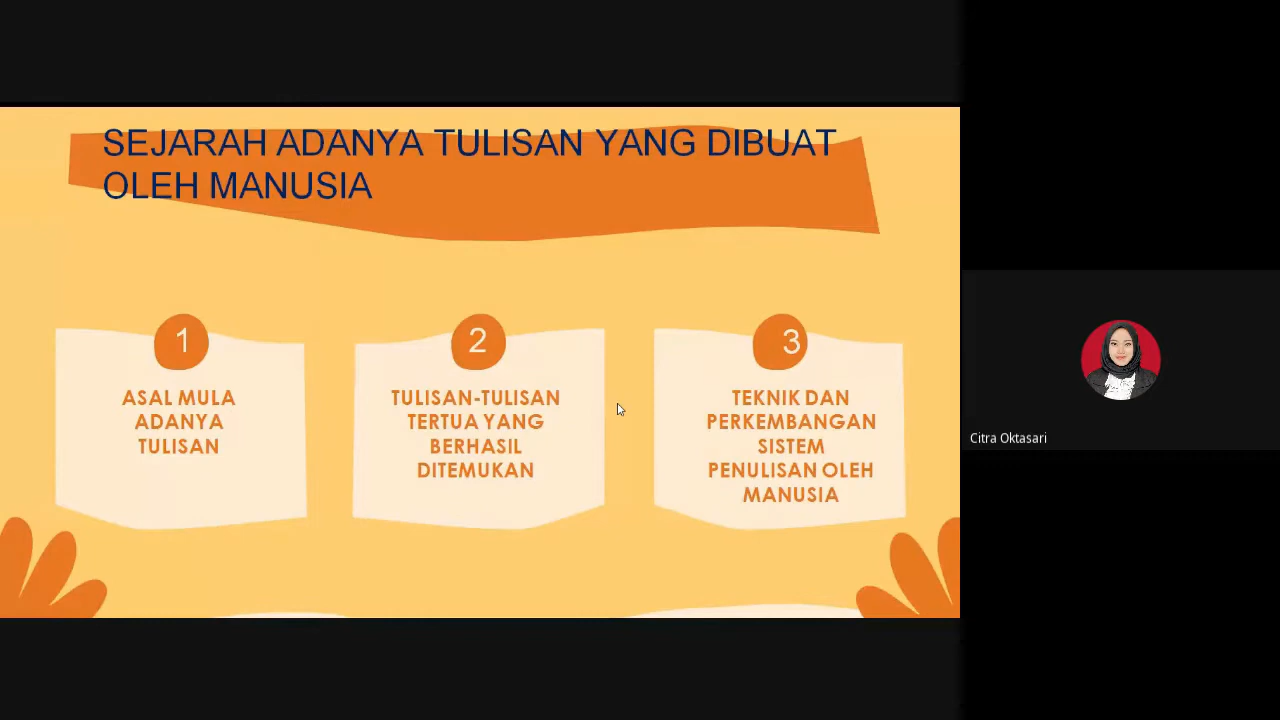 SEJARAH ADANYA TULISAN YANG DIBUAT
OLEH MANUSIA
1
ASAL MULA
ADANYA
TULISAN
2
TULISAN-TULISAN
TERTUA YANG
BERHASIL
DITEMUKAN
3
TEKNIK DAN
PERKEMBANGAN
SISTEM
PENULISAN OLEH
MANUSIA
Citra Oktasari